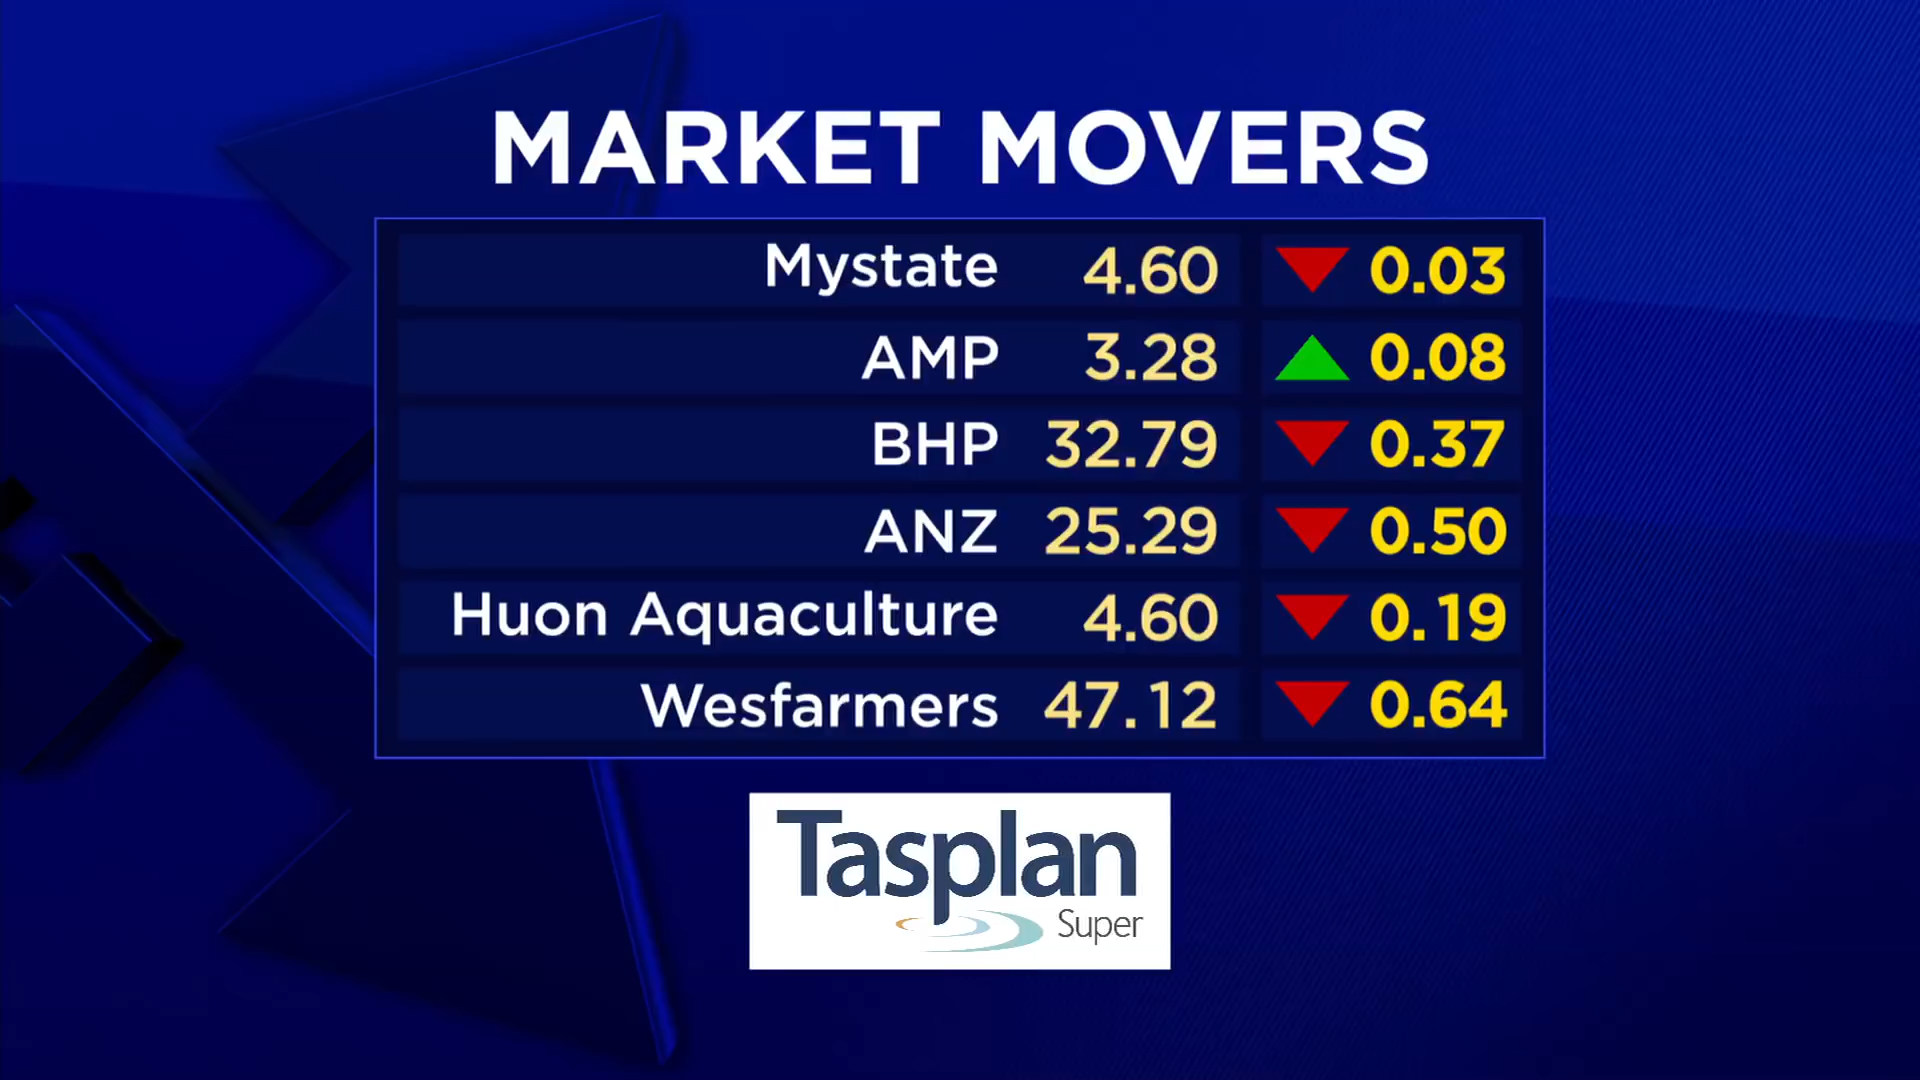 MARKET MOVERS
Mystate 4.60 0.03
AMP 3.28 0.08
BHP 32.79 0.37
ANZ 25.29 0.50
Huon Aquaculture 4.60 0.19
Wesfarmers 47.12 0.64
Tasplan
Super